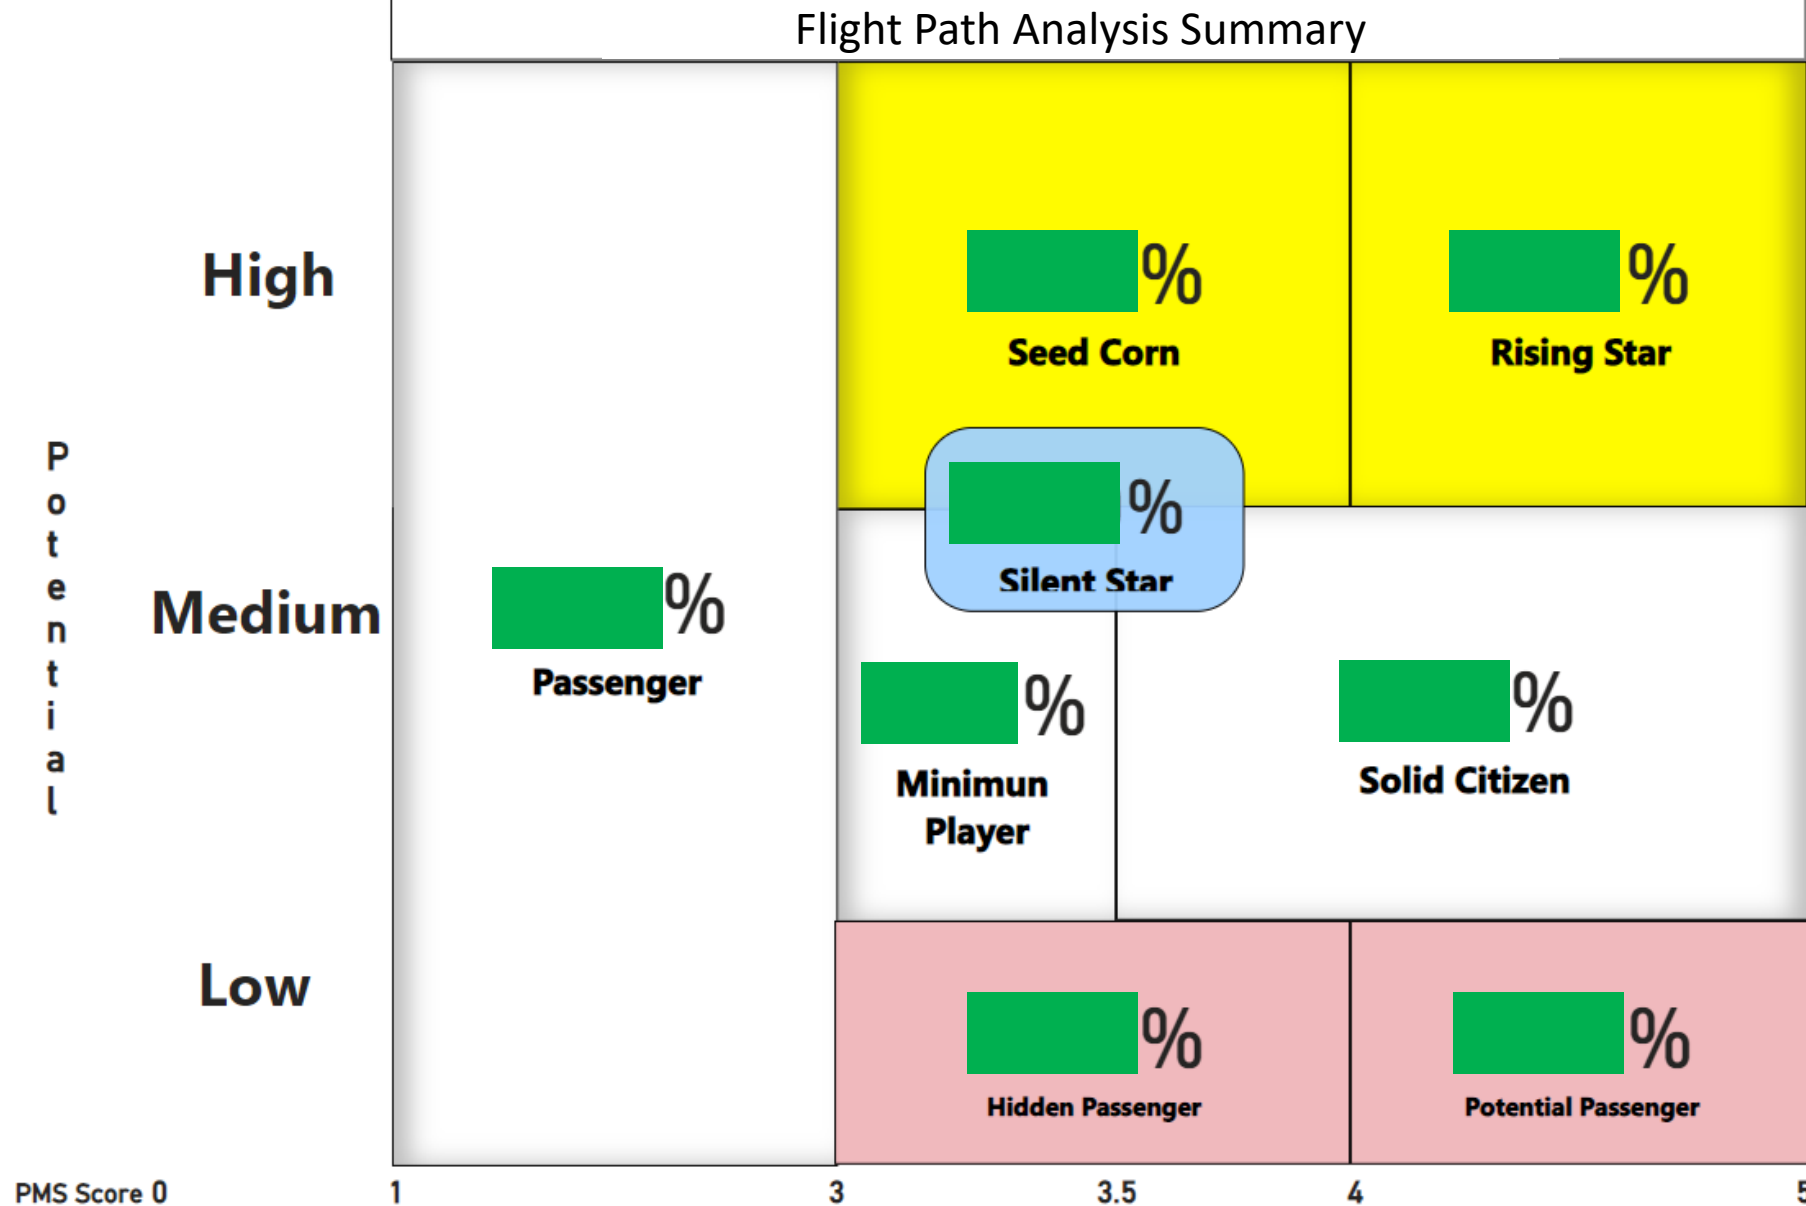 Flight Path Analysis Summary
High
%
Seed Corn
%
Rising Star
Potential
%
Silent Star
Medium
%
Passenger
%
Minimun
Player
%
Solid Citizen
Low
%
Hidden Passenger
%
Potential Passenger
PMS Score 0
1
3
3.5
4
5